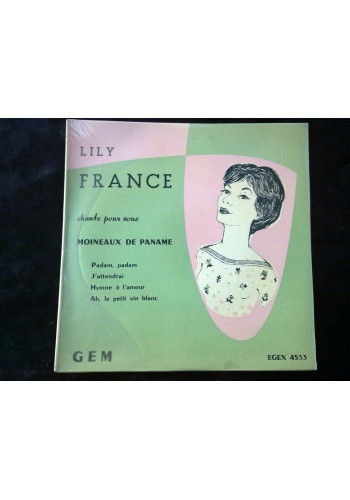 LILY
FRANCE
chante pour nous
MOINEAUX DE PANAME
Padam, padam
J'attendrai
Hymne à l'amour
Ah, le petit vin blanc
GEM
EGEX 4553